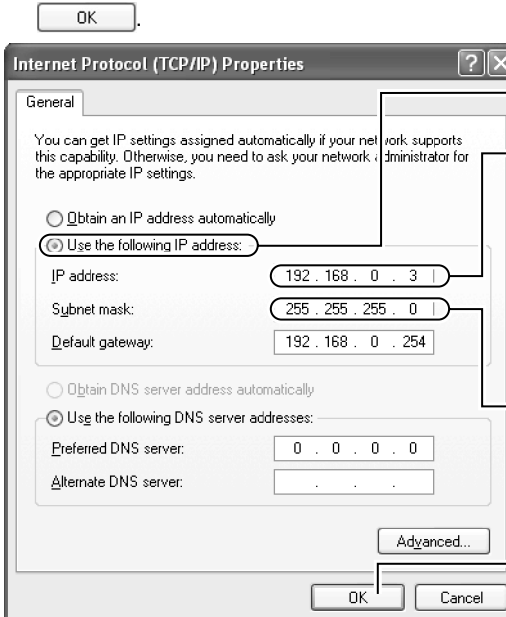 OK .
Internet Protocol (TCP/IP) Properties
General
You can get IP settings assigned automatically if your network supports
this capability. Otherwise, you need to ask your network administrator for
the appropriate IP settings.
Obtain an IP address automatically
Use the following IP address:
IP address: 192 . 168 . 0 . 3
Subnet mask: 255 . 255 . 255 . 0
Default gateway: 192 . 168 . 0 . 254
Obtain DNS server address automatically
Use the following DNS server addresses:
Preferred DNS server: 0 . 0 . 0 . 0
Alternate DNS server: . . .
Advanced...
OK Cancel